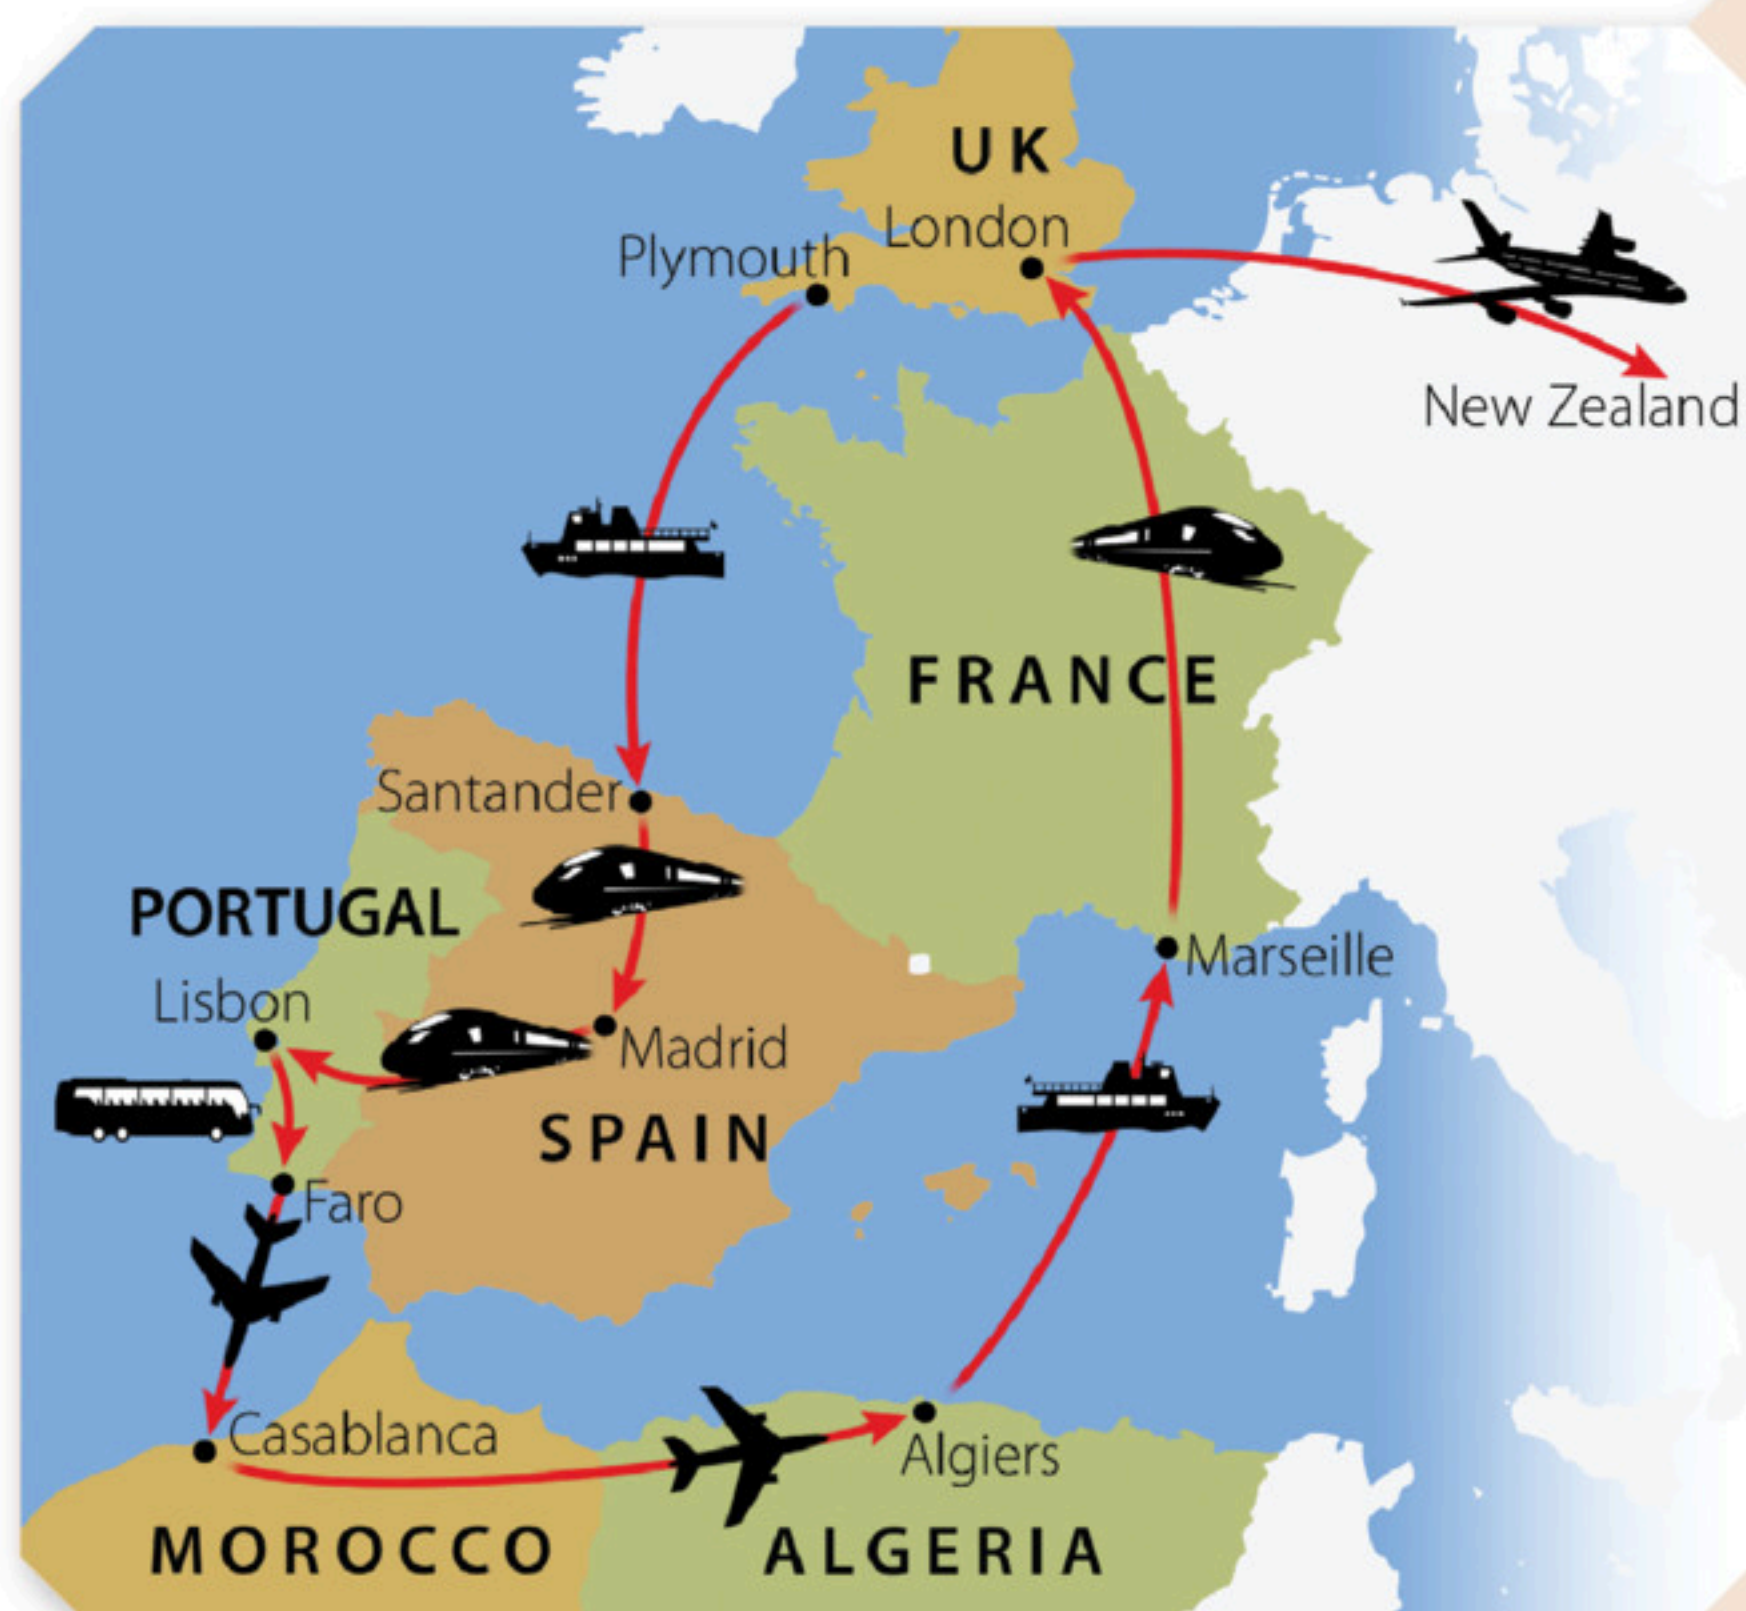 UK
London
Plymouth
New Zealand
FRANCE
Santander
PORTUGAL
Marseille
Lisbon
Madrid
SPAIN
Faro
Casablanca
Algiers
MOROCCO
ALGERIA